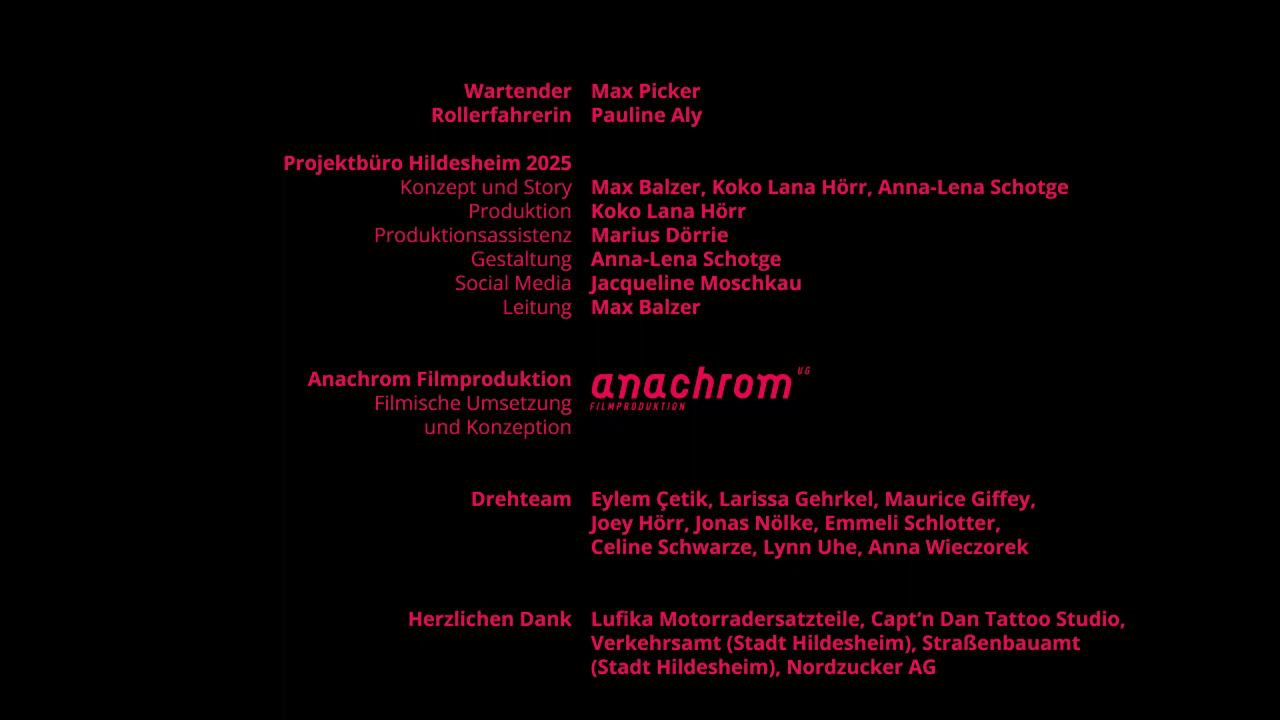 Wartender Max Picker
Rollerfahrerin Pauline Aly
Projektbüro Hildesheim 2025
Konzept und Story Max Balzer, Koko Lana Hörr, Anna-Lena Schotge
Produktion Koko Lana Hörr
Produktionsassistenz Marius Dörrie
Gestaltung Anna-Lena Schotge
Social Media Jacqueline Moschkau
Leitung Max Balzer
Anachrom Filmproduktion anachrom UG
Filmische Umsetzung FILMPRODUKTION
und Konzeption
Drehteam Eylem Çetik, Larissa Gehrkel, Maurice Giffey,
Joey Hörr, Jonas Nölke, Emmeli Schlotter,
Celine Schwarze, Lynn Uhe, Anna Wieczorek
Herzlichen Dank Lufika Motorradersatzteile, Capt’n Dan Tattoo Studio,
Verkehrsamt (Stadt Hildesheim), Straßenbauamt
(Stadt Hildesheim), Nordzucker AG